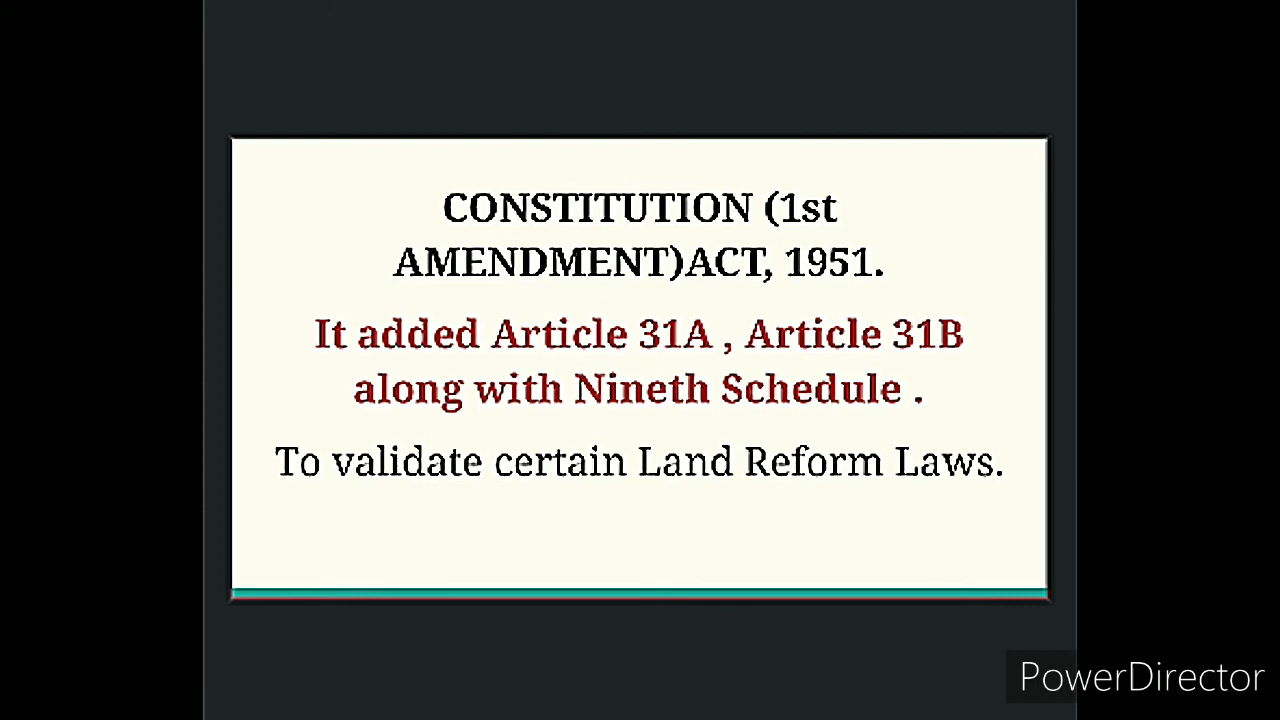 CONSTITUTION (1st
AMENDMENT)ACT, 1951.
It added Article 31A , Article 31B
along with Nineth Schedule .
To validate certain Land Reform Laws.
PowerDirector